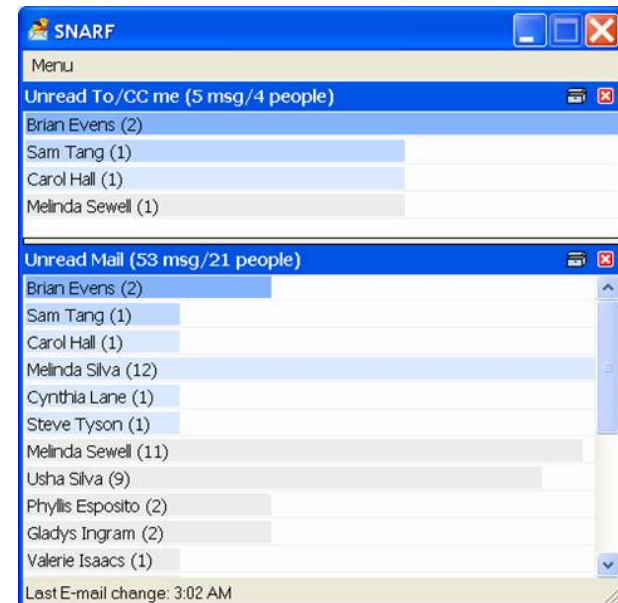 SNARF
Menu
Unread To/CC me (5 msg/4 people)
Brian Evens (2)
Sam Tang (1)
Carol Hall (1)
Melinda Sewell (1)
Unread Mail (53 msg/21 people)
Brian Evens (2)
Sam Tang (1)
Carol Hall (1)
Melinda Silva (12)
Cynthia Lane (1)
Steve Tyson (1)
Melinda Sewell (11)
Usha Silva (9)
Phyllis Esposito (2)
Gladys Ingram (2)
Valerie Isaacs (1)
Last E-mail change: 3:02 AM